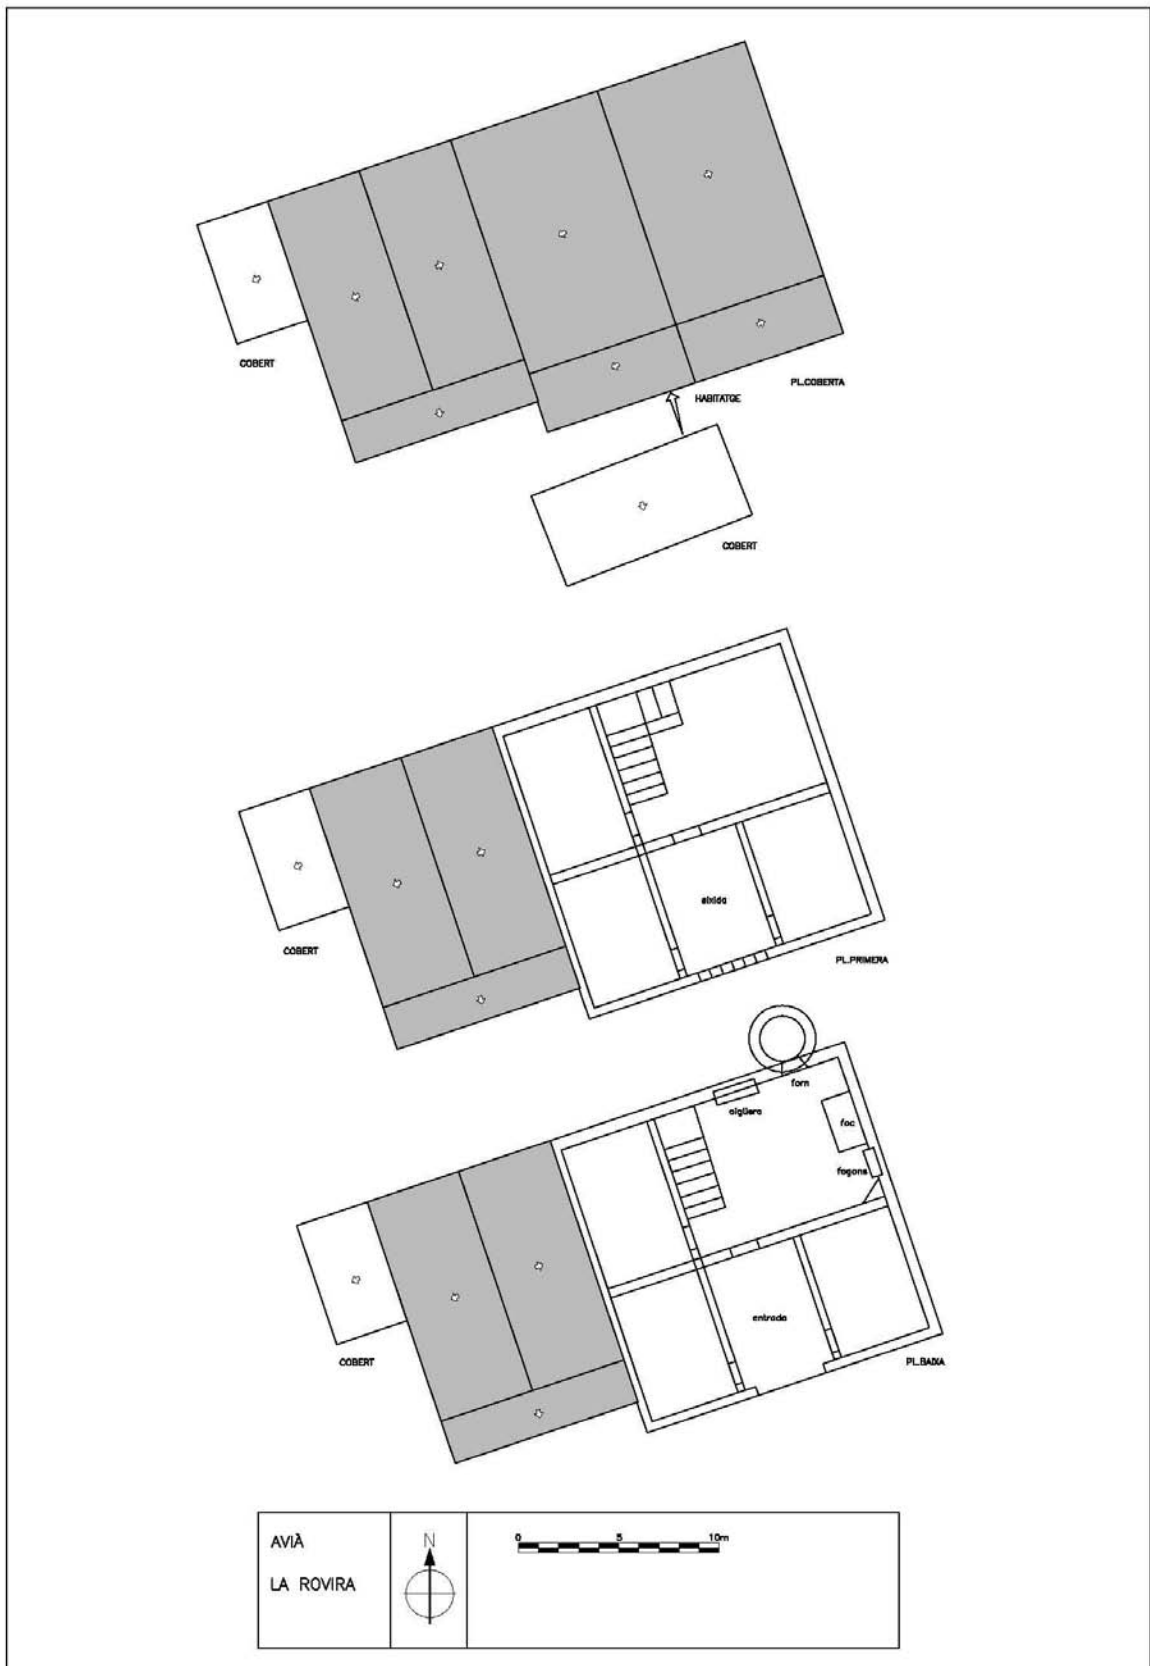 COBERT
PL.COBERTA
HABITATGE
COBERT
eixida
COBERT
PL.PRIMERA
forn
aigüera
foc
fogons
entrada
COBERT
PL.BAIXA
AVIÀ
N
0 5 10m
LA ROVIRA